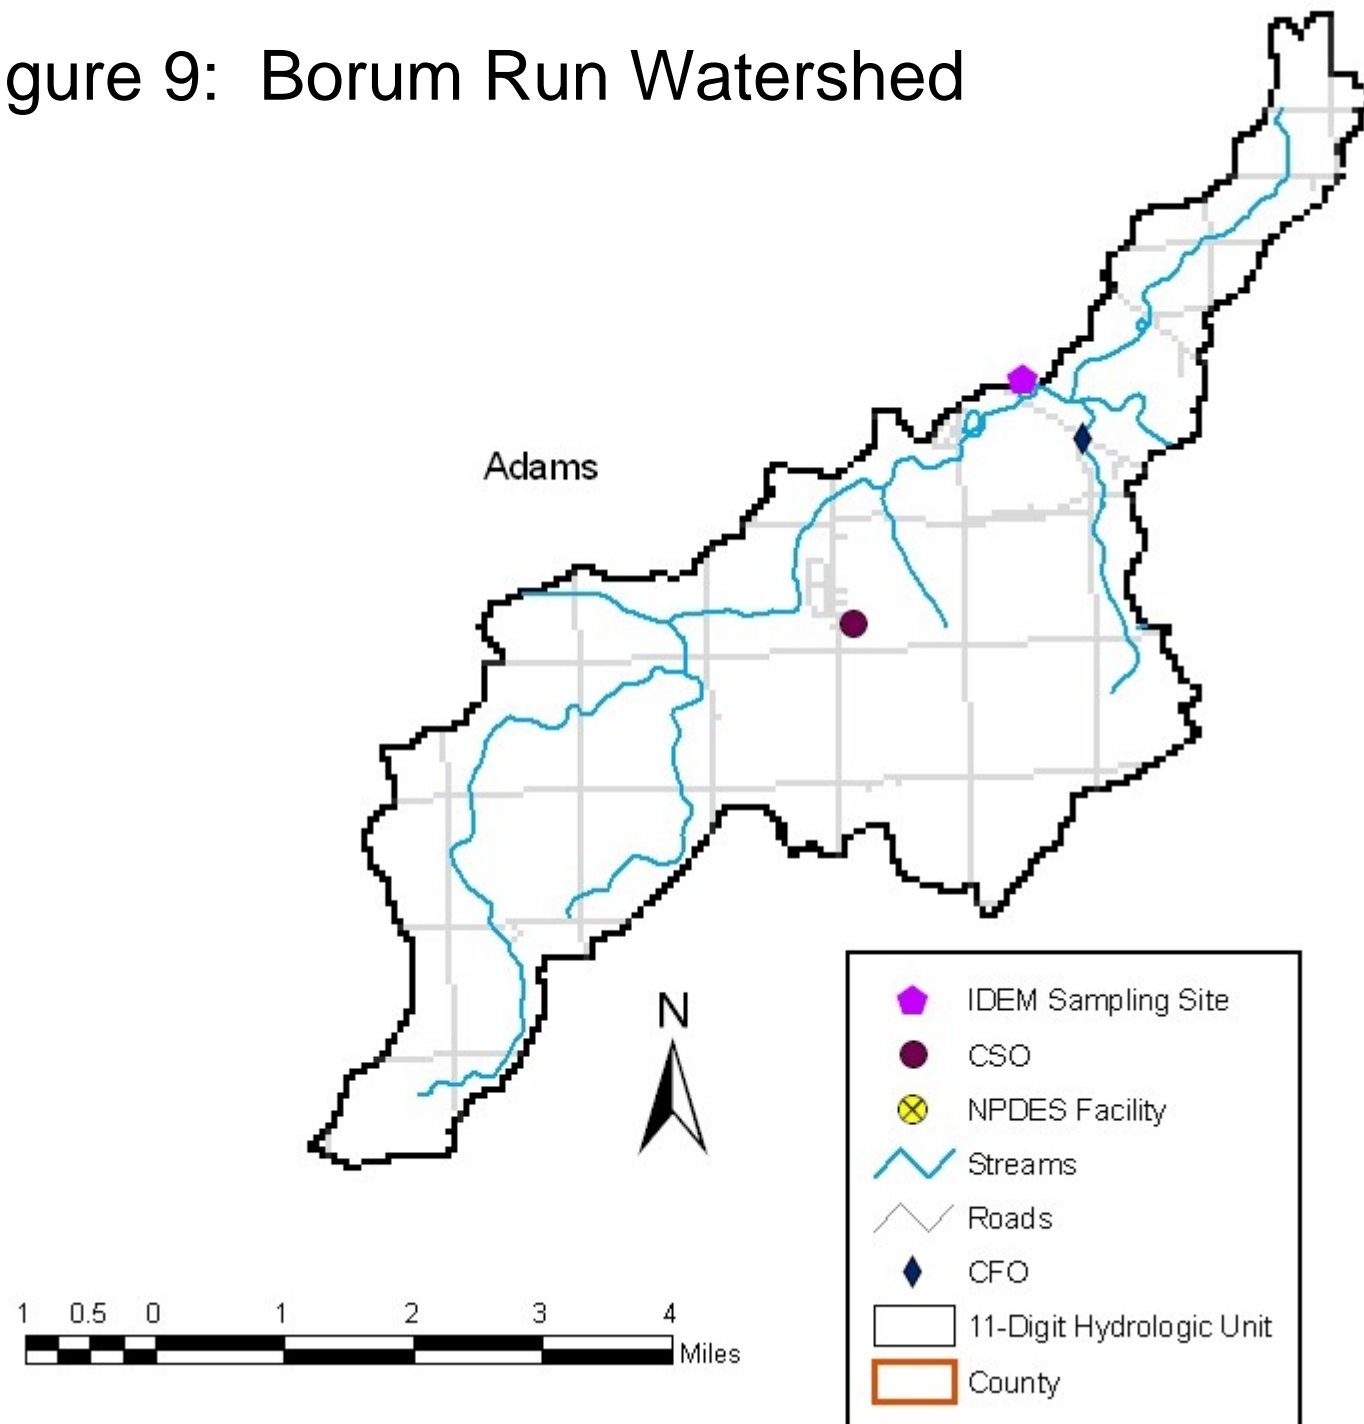 gure 9: Borum Run Watershed
Adams
N
IDEM Sampling Site
CSO
NPDES Facility
Streams
Roads
CFO
11-Digit Hydrologic Unit
County
1 0.5 0 1 2 3 4
Miles